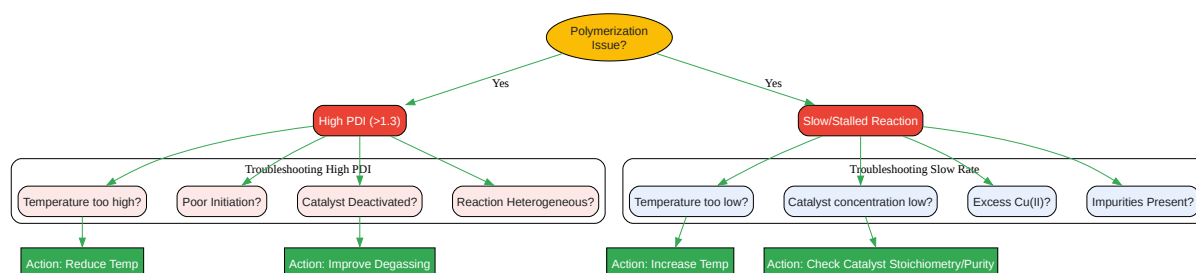 Polymerization
Issue?
Yes
Yes
High PDI (>1.3)
Slow/Stalled Reaction
Troubleshooting High PDI
Troubleshooting Slow Rate
Temperature too high?
Poor Initiation?
Catalyst Deactivated?
Reaction Heterogeneous?
Temperature too low?
Catalyst concentration low?
Excess Cu(II)?
Impurities Present?
Action: Reduce Temp
Action: Improve Degassing
Action: Increase Temp
Action: Check Catalyst Stoichiometry/Purity